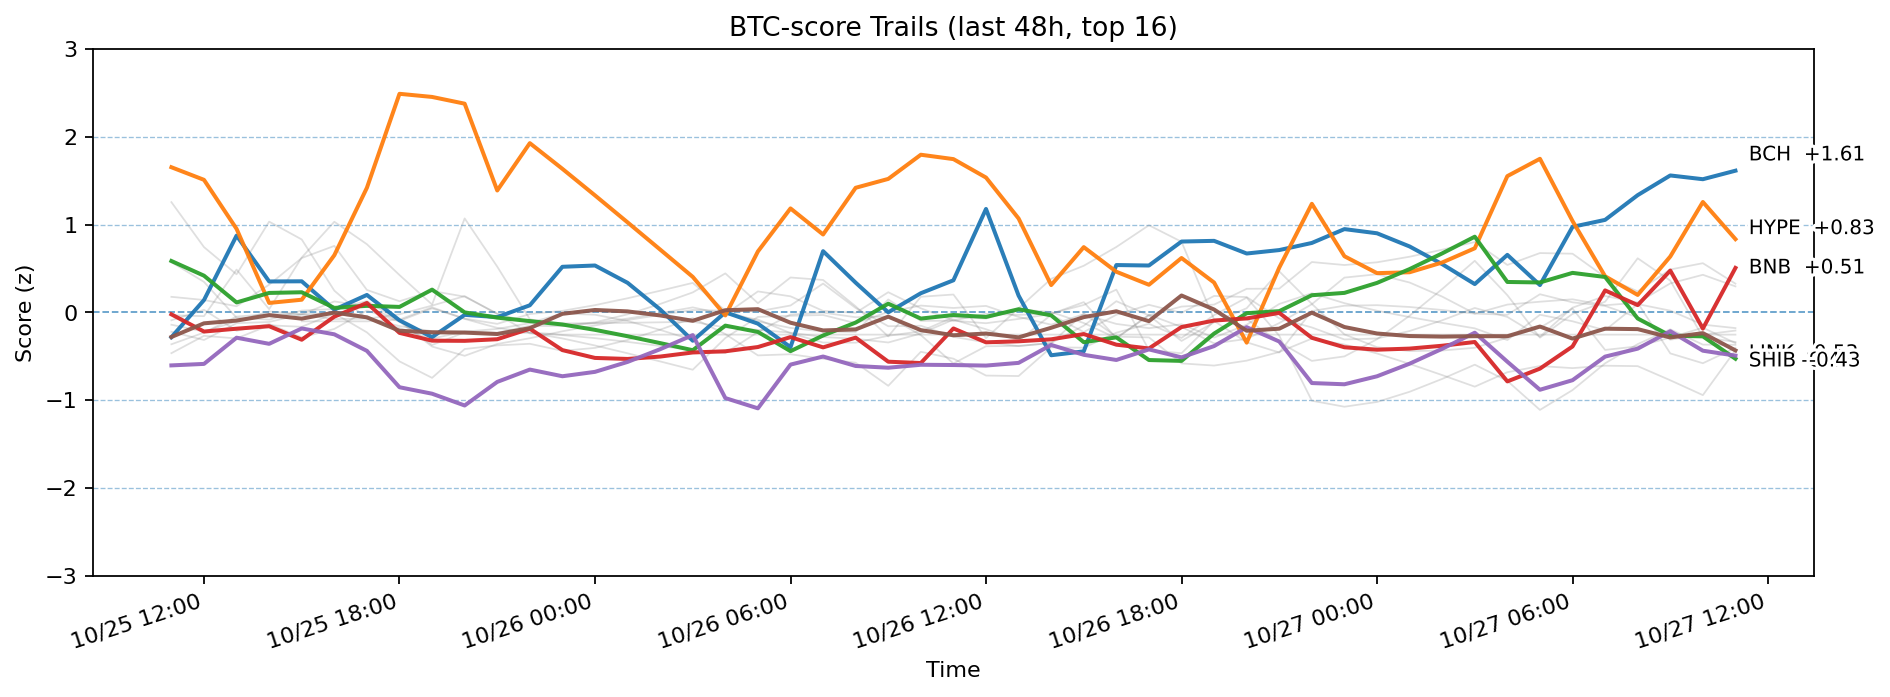 BTC-score Trails (last 48h, top 16)
Score (z)
3
2
1
0
−1
−2
−3
BCH +1.61
HYPE +0.83
BNB +0.51
SHIB -0.43
10/25 12:00
10/25 18:00
10/26 00:00
10/26 06:00
10/26 12:00
10/26 18:00
10/27 00:00
10/27 06:00
10/27 12:00
Time